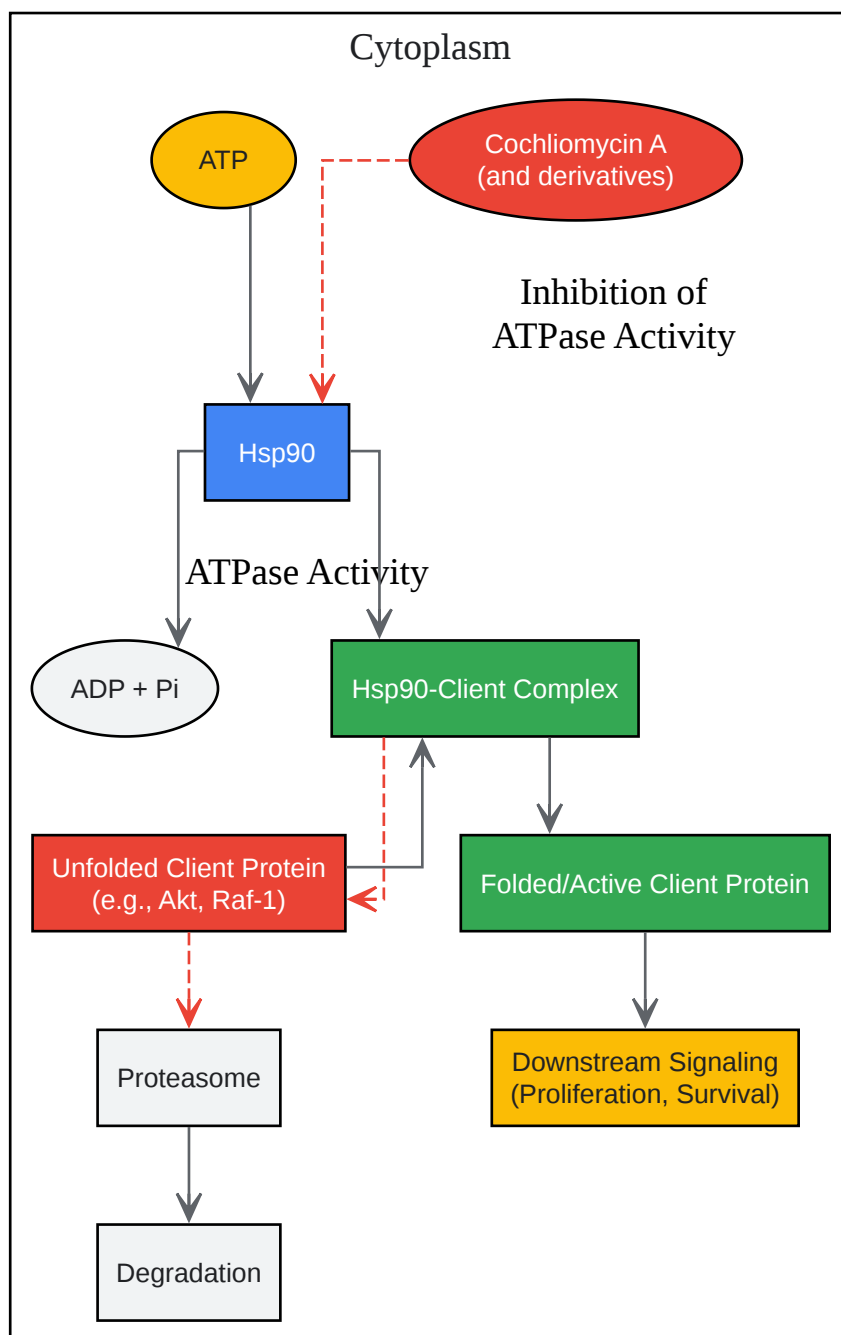 Cytoplasm
ATP
Cochliomycin A
(and derivatives)
Inhibition of
ATPase Activity
Hsp90
ATPase Activity
ADP + Pi
Hsp90-Client Complex
Unfolded Client Protein
(e.g., Akt, Raf-1)
Folded/Active Client Protein
Proteasome
Downstream Signaling
(Proliferation, Survival)
Degradation